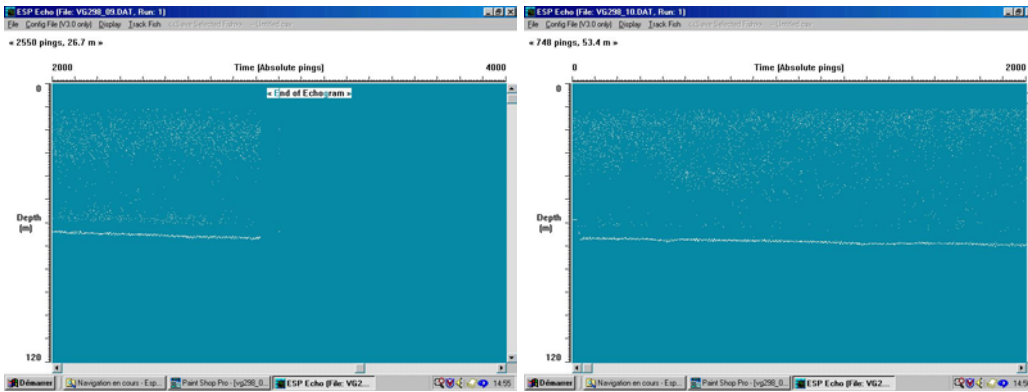 ESP Echo (File: VG298_09.DAT, Run: 1)
File Config File (V3.0 only) Display Track Fish
« 2550 pings, 26.7 m »
2000 Time (Absolute pings) 4000
0
« End of Echogram »
Depth
(m)
120
Démarrer Navigation en cours - Esp... Paint Shop Pro - [vg298_0... ESP Echo (File: VG2... 14:55
ESP Echo (File: VG298_10.DAT, Run: 1)
File Config File (V3.0 only) Display Track Fish
« 748 pings, 53.4 m »
0 Time (Absolute pings) 2000
0
Depth
(m)
120
Démarrer Navigation en cours - Esp... Paint Shop Pro - [vg298_0... ESP Echo (File: VG2...